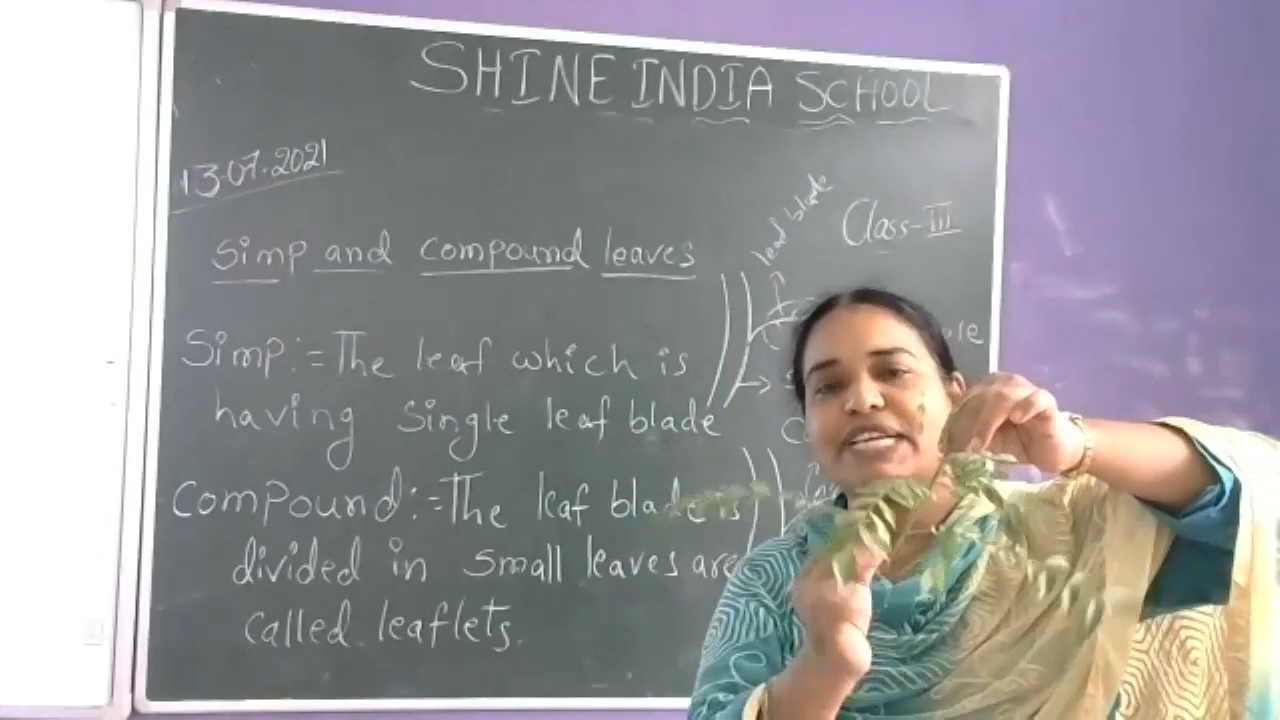 SHINE INDIA SCHOOL
13.07.2021
leaf blade
Class-III
Simp and compound leaves
Simp:=The leaf which is
having Single leaf blade
Compound:=The leaf blade is
divided in small leaves are
called leaflets.